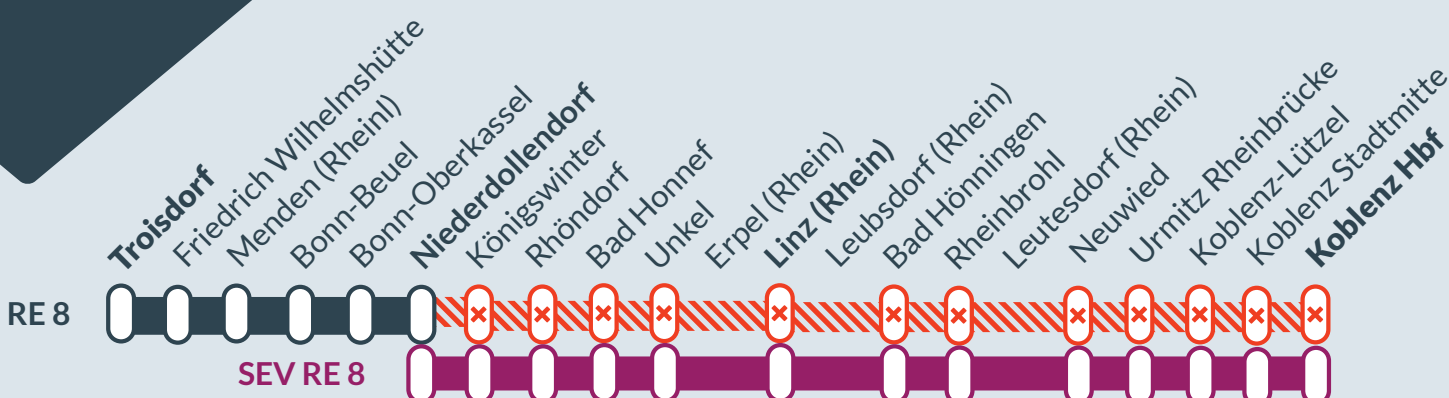 Troisdorf
Friedrich Wilhelmshütte
Menden (Rheinl)
Bonn-Beuel
Bonn-Oberkassel
Niederdollendorf
Königswinter
Rhöndorf
Bad Honnef
Unkel
Erpel (Rhein)
Linz (Rhein)
Leubsdorf (Rhein)
Bad Hönningen
Rheinbrohl
Leutesdorf (Rhein)
Neuwied
Urmitz Rheinbrücke
Koblenz-Lützel
Koblenz Stadtmitte
Koblenz Hbf
RE 8
SEV RE 8